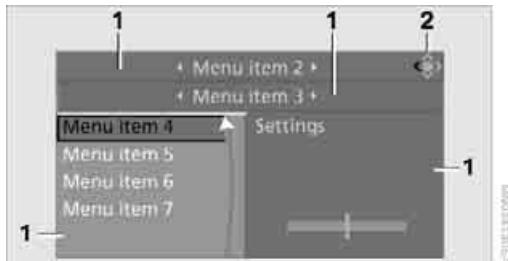 1 1 2
◂ Menu item 2 ▸
◂ Menu item 3 ▸
Menu item 4 Settings
Menu item 5
1
Menu item 6
Menu item 7
1